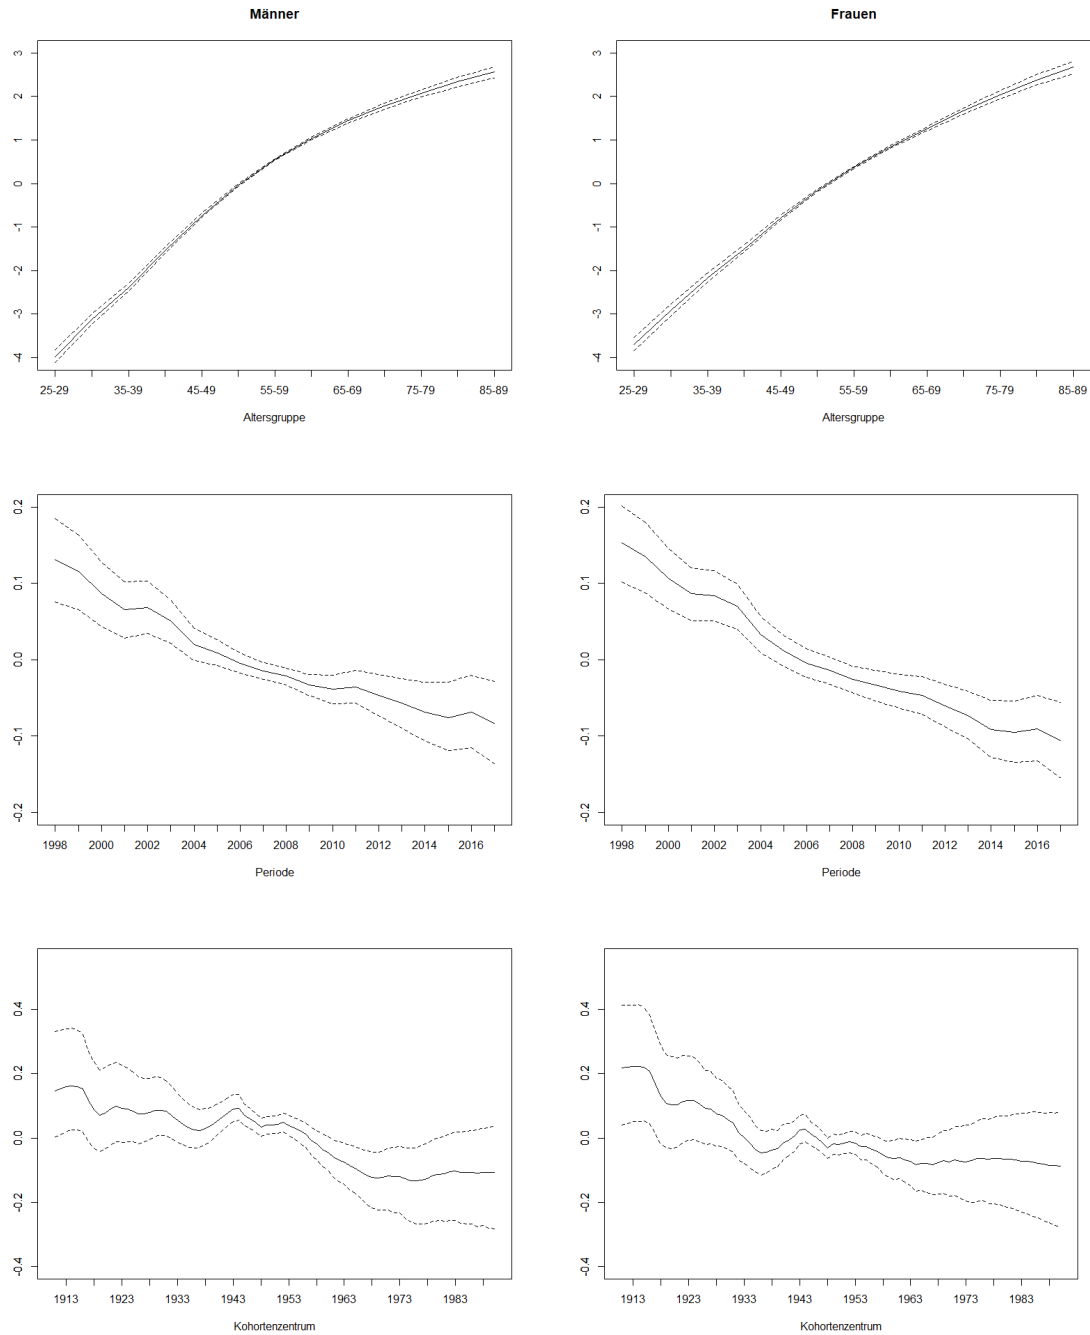 Männer
Frauen
3
2
1
0
-1
-2
-3
-4
25-29 35-39 45-49 55-59 65-69 75-79 85-89
Altersgruppe
3
2
1
0
-1
-2
-3
-4
25-29 35-39 45-49 55-59 65-69 75-79 85-89
Altersgruppe
0.2
0.1
0.0
-0.1
-0.2
1998 2000 2002 2004 2006 2008 2010 2012 2014 2016
Periode
0.2
0.1
0.0
-0.1
-0.2
1998 2000 2002 2004 2006 2008 2010 2012 2014 2016
Periode
0.4
0.2
0.0
-0.2
-0.4
1913 1923 1933 1943 1953 1963 1973 1983
Kohortenzentrum
0.4
0.2
0.0
-0.2
-0.4
1913 1923 1933 1943 1953 1963 1973 1983
Kohortenzentrum